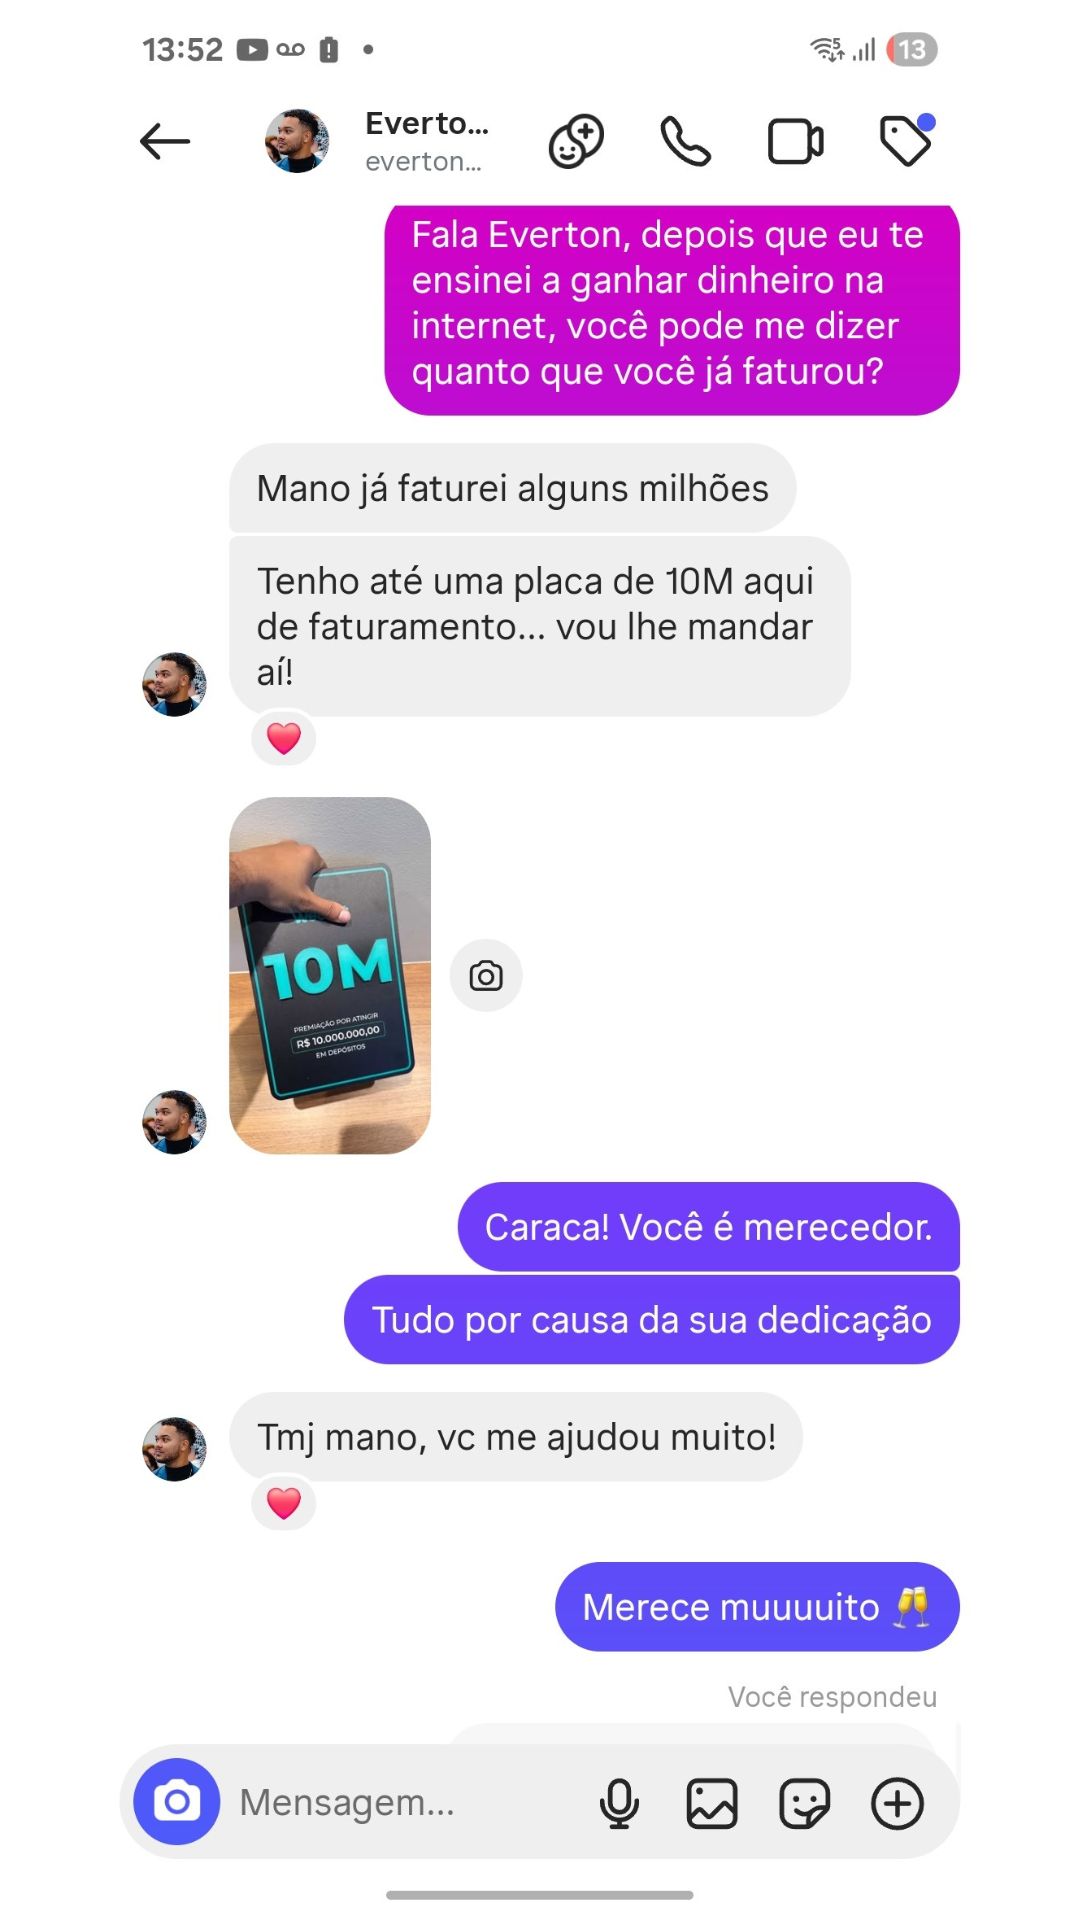 13:52
5
13
Everto...
everton...
Fala Everton, depois que eu te
ensinei a ganhar dinheiro na
internet, você pode me dizer
quanto que você já faturou?
Mano já faturei alguns milhões
Tenho até uma placa de 10M aqui
de faturamento... vou lhe mandar
aí!
10M
PREMIAÇÃO POR ATINGIR
R$ 10.000.000,00
EM DEPÓSITOS
Caraca! Você é merecedor.
Tudo por causa da sua dedicação
Tmj mano, vc me ajudou muito!
Merece muuuuito 🥂
Você respondeu
Mensagem...